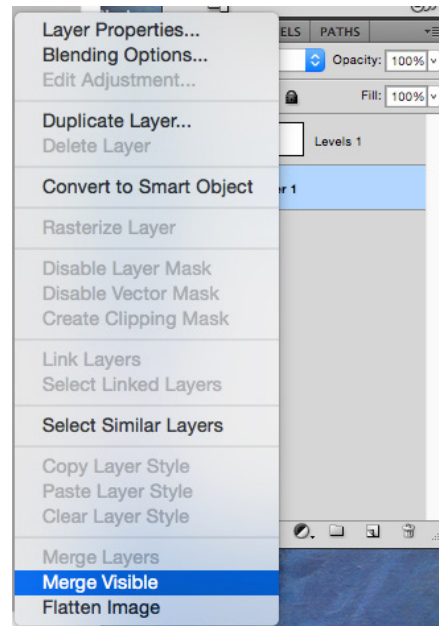 Layer Properties...
Blending Options...
Edit Adjustment...
Duplicate Layer...
Delete Layer
Convert to Smart Object
Rasterize Layer
Disable Layer Mask
Disable Vector Mask
Create Clipping Mask
Link Layers
Select Linked Layers
Select Similar Layers
Copy Layer Style
Paste Layer Style
Clear Layer Style
Merge Layers
Merge Visible
Flatten Image
ELS PATHS
Opacity: 100%
Fill: 100%
Levels 1
r 1